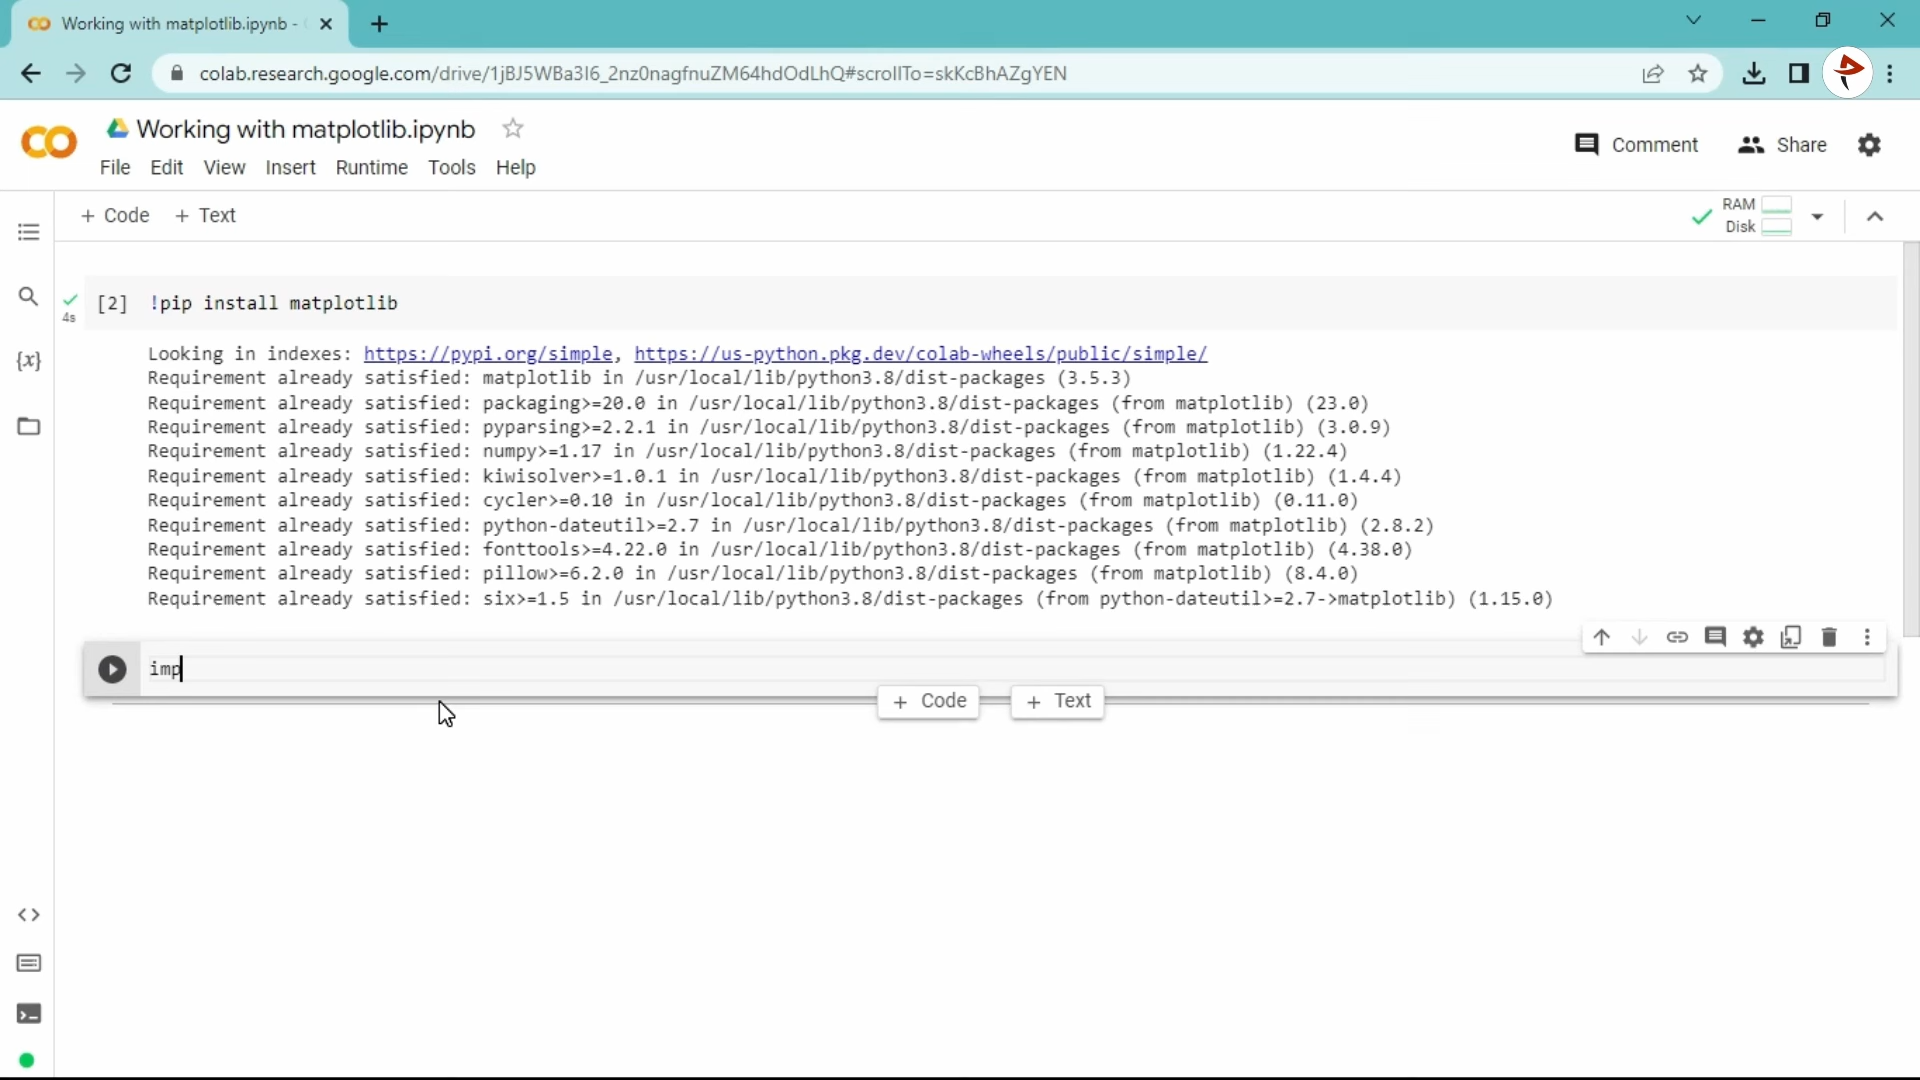 Working with matplotlib.ipynb -
colab.research.google.com/drive/1jBJ5WBa3I6_2nz0nagfnuZM64hdOdLhQ#scrollTo=skKcBhAZgYEN
Working with matplotlib.ipynb
File Edit View Insert Runtime Tools Help
Comment Share
+ Code + Text
RAM
Disk
4s
[2] !pip install matplotlib
Looking in indexes: https://pypi.org/simple, https://us-python.pkg.dev/colab-wheels/public/simple/
Requirement already satisfied: matplotlib in /usr/local/lib/python3.8/dist-packages (3.5.3)
Requirement already satisfied: packaging>=20.0 in /usr/local/lib/python3.8/dist-packages (from matplotlib) (23.0)
Requirement already satisfied: pyparsing>=2.2.1 in /usr/local/lib/python3.8/dist-packages (from matplotlib) (3.0.9)
Requirement already satisfied: numpy>=1.17 in /usr/local/lib/python3.8/dist-packages (from matplotlib) (1.22.4)
Requirement already satisfied: kiwisolver>=1.0.1 in /usr/local/lib/python3.8/dist-packages (from matplotlib) (1.4.4)
Requirement already satisfied: cycler>=0.10 in /usr/local/lib/python3.8/dist-packages (from matplotlib) (0.11.0)
Requirement already satisfied: python-dateutil>=2.7 in /usr/local/lib/python3.8/dist-packages (from matplotlib) (2.8.2)
Requirement already satisfied: fonttools>=4.22.0 in /usr/local/lib/python3.8/dist-packages (from matplotlib) (4.38.0)
Requirement already satisfied: pillow>=6.2.0 in /usr/local/lib/python3.8/dist-packages (from matplotlib) (8.4.0)
Requirement already satisfied: six>=1.5 in /usr/local/lib/python3.8/dist-packages (from python-dateutil>=2.7->matplotlib) (1.15.0)
imp
+ Code + Text